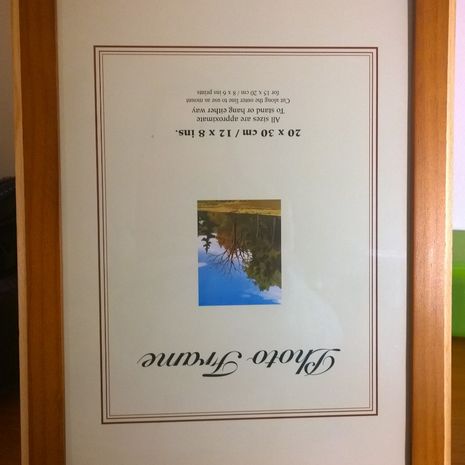 Photo Frame
20 x 30 cm / 12 x 8 ins.
To stand or hang either way
All sizes are approximate
Cut along the outer line to use as mount
for 15 x 20 cm / 8 x 6 ins prints